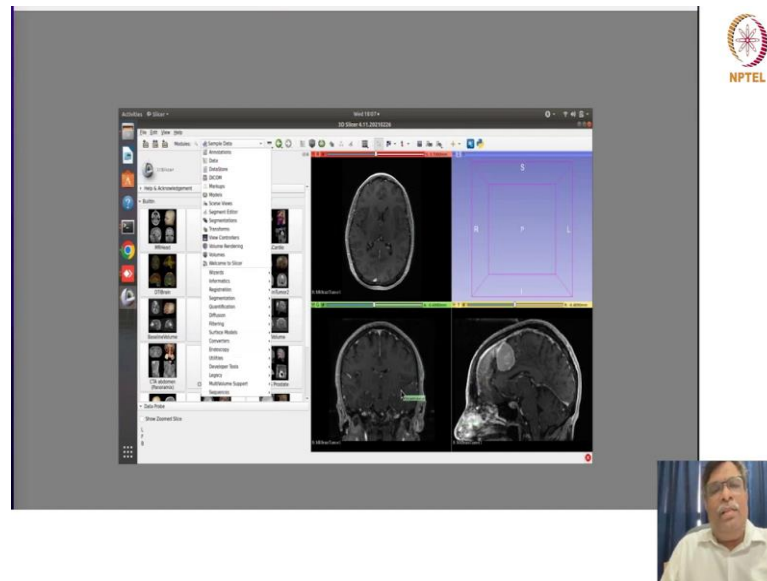 NPTEL
Activities
3D Slicer 4.11.20210226
File Edit View Help
Modules
Sample Data
Annotations
Data
DataStore
DICOM
Markups
Models
Scene Views
Segment Editor
Segmentations
Transforms
View Controllers
Volume Rendering
Volumes
Welcome to Slicer
Wizards
Informatics
Registration
Segmentation
Quantification
Diffusion
Filtering
Surface Models
Converters
Endoscopy
Utilities
Developer Tools
Legacy
MultiVolume Support
Sequences
Help & Acknowledgement
Builtin
MRHead
DTIBrain
BaselineVolume
CTA abdomen
(Panoramix)
Prostate
Data Probe
Show Zoomed Slice
L
F
B
S
R
P
L
I